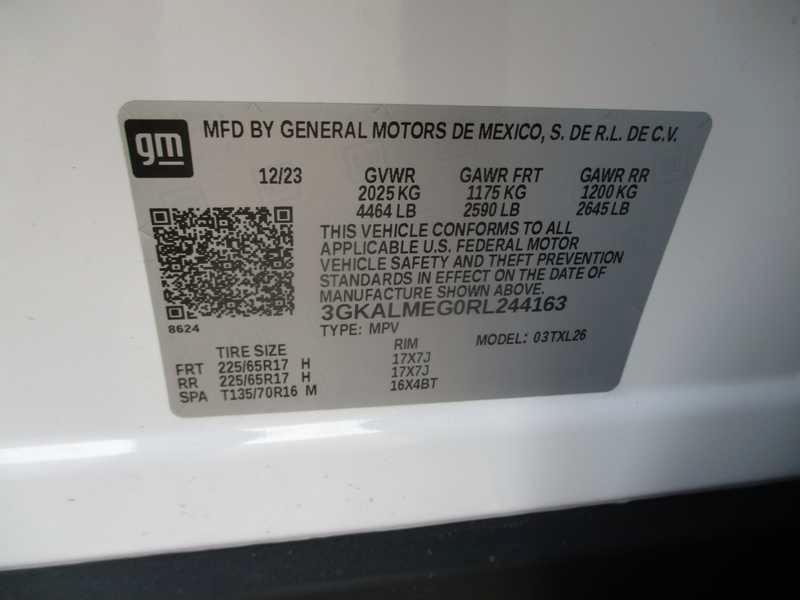 gm
MFD BY GENERAL MOTORS DE MEXICO, S. DE R.L. DE C.V.
12/23 GVWR GAWR FRT GAWR RR
2025 KG 1175 KG 1200 KG
4464 LB 2590 LB 2645 LB
THIS VEHICLE CONFORMS TO ALL
APPLICABLE U.S. FEDERAL MOTOR
VEHICLE SAFETY AND THEFT PREVENTION
STANDARDS IN EFFECT ON THE DATE OF
MANUFACTURE SHOWN ABOVE.
3GKALMEG0RL244163
8624
TYPE: MPV MODEL: 03TXL26
TIRE SIZE RIM
FRT 225/65R17 H 17X7J
RR 225/65R17 H 17X7J
SPA T135/70R16 M 16X4BT